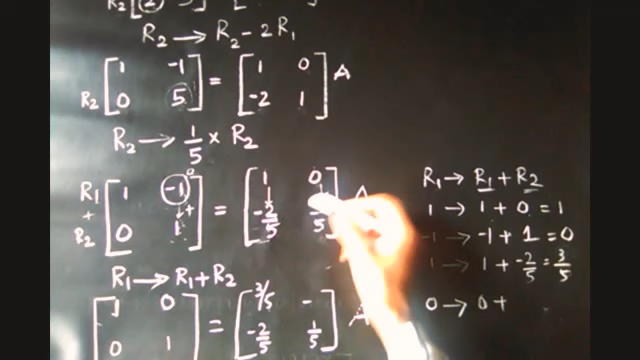 R₂ → R₂ - 2R₁
[1 -1] = [1 0] A
R₂ [0 5] [-2 1]
R₂ → 1/5 × R₂
R₁ [1 -1] = [1 0]
+
R₂ [0 1] [-2/5 1/5]
R₁ → R₁ + R₂
[1 0] = [3/5 -] A
[0 1] [-2/5 1/5]
R₁ → R₁ + R₂
1 → 1 + 0 = 1
-1 → -1 + 1 = 0
1 → 1 + -2/5 = 3/5
0 → 0 +